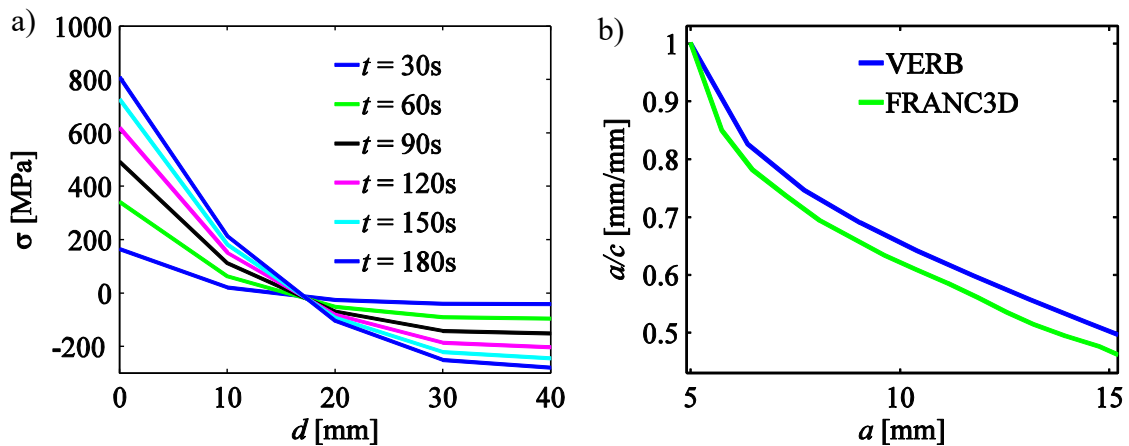 a)
1000
800
600
400
200
0
-200
σ [MPa]
t = 30s
t = 60s
t = 90s
t = 120s
t = 150s
t = 180s
0 10 20 30 40
d [mm]
b)
1
0.9
0.8
0.7
0.6
0.5
a/c [mm/mm]
VERB
FRANC3D
5 10 15
a [mm]